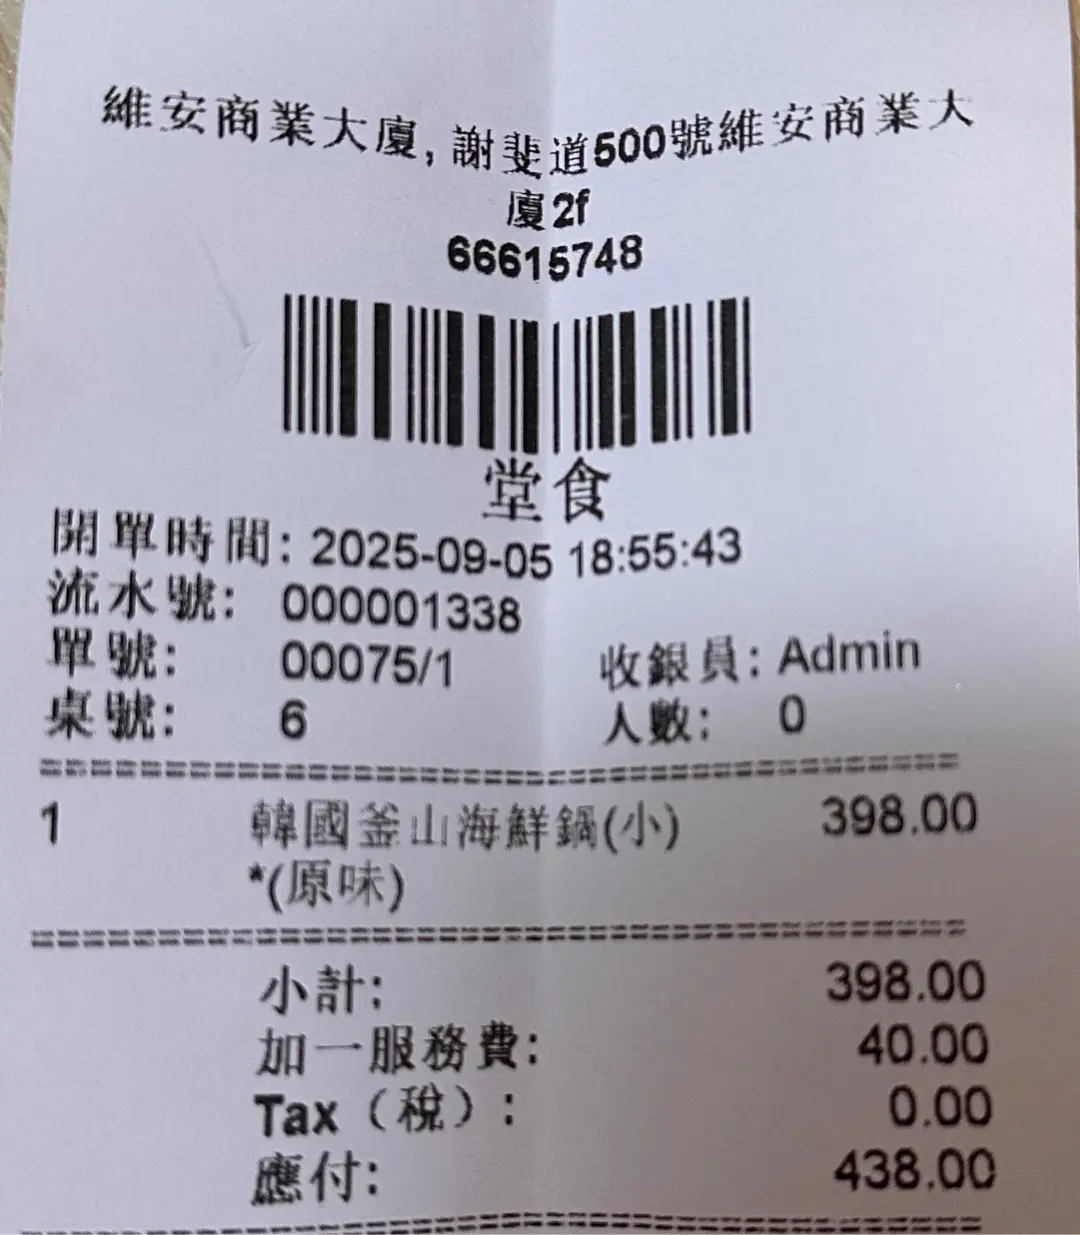 維安商業大廈, 謝斐道500號維安商業大
廈2f
66615748
堂食
開單時間: 2025-09-05 18:55:43
流水號: 000001338
單號: 00075/1 收銀員: Admin
桌號: 6 人數: 0
1 韓國釜山海鮮鍋(小) 398.00
*(原味)
小計: 398.00
加一服務費: 40.00
Tax（稅）: 0.00
應付: 438.00